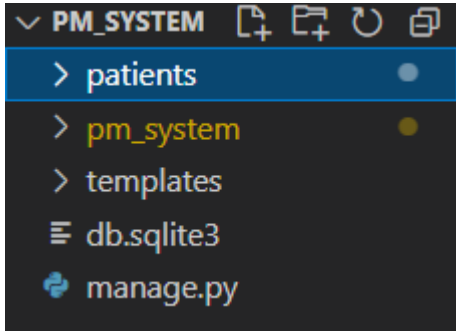 PM_SYSTEM
patients
pm_system
templates
db.sqlite3
manage.py